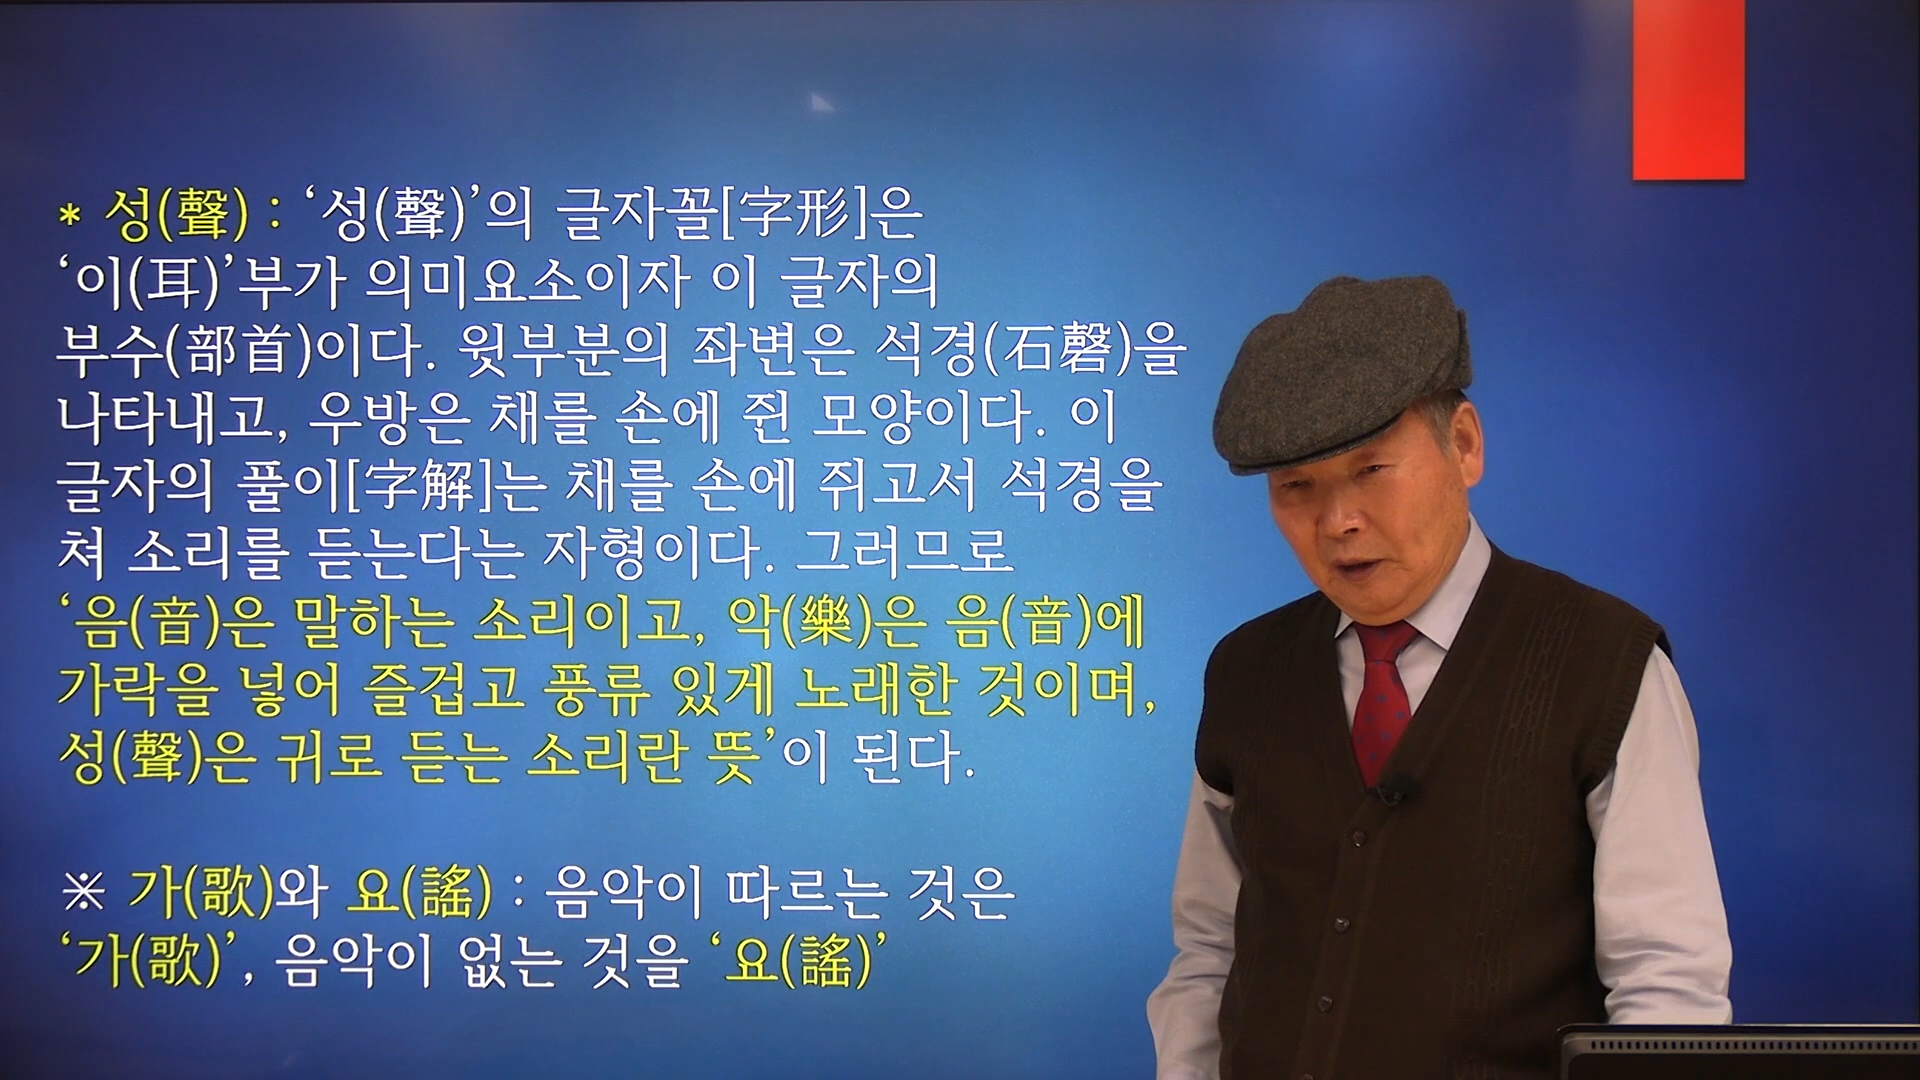 * 성(聲) : ‘성(聲)’의 글자꼴[字形]은
‘이(耳)’부가 의미요소이자 이 글자의
부수(部首)이다. 윗부분의 좌변은 석경(石磬)을
나타내고, 우방은 채를 손에 쥔 모양이다. 이
글자의 풀이[字解]는 채를 손에 쥐고서 석경을
쳐 소리를 듣는다는 자형이다. 그러므로
‘음(音)은 말하는 소리이고, 악(樂)은 음(音)에
가락을 넣어 즐겁고 풍류 있게 노래한 것이며,
성(聲)은 귀로 듣는 소리란 뜻’이 된다.
※ 가(歌)와 요(謠) : 음악이 따르는 것은
‘가(歌)’, 음악이 없는 것을 ‘요(謠)’